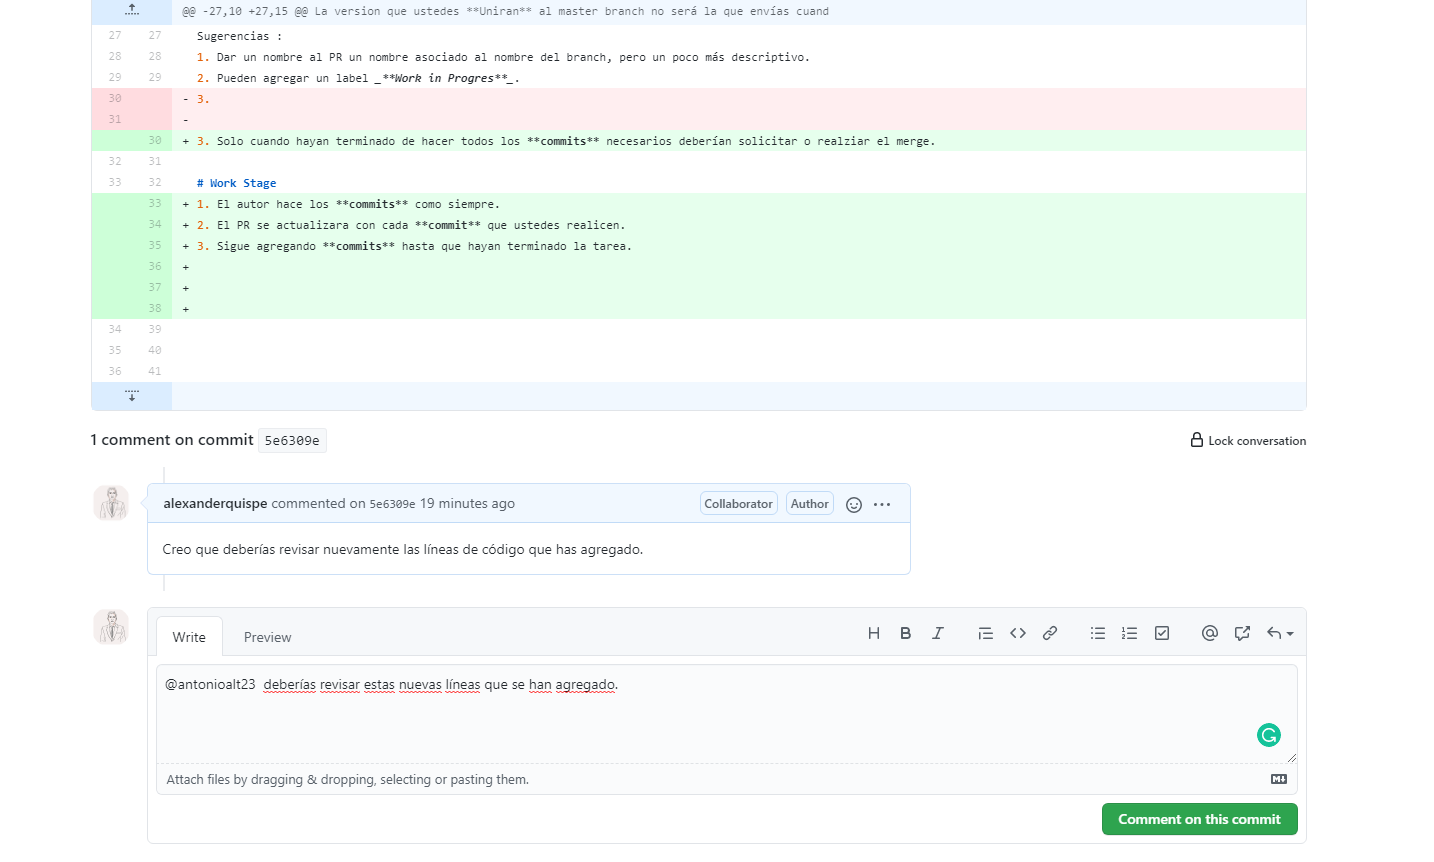 @@ -27,10 +27,15 @@ La version que ustedes **Uniran** al master branch no será la que envías cuand
27 27 Sugerencias :
28 28 1. Dar un nombre al PR un nombre asociado al nombre del branch, pero un poco más descriptivo.
29 29 2. Pueden agregar un label _**Work in Progres**_.
30 - 3.
31 -
30 + 3. Solo cuando hayan terminado de hacer todos los **commits** necesarios deberían solicitar o realziar el merge.
32 31
33 32 # Work Stage
33 + 1. El autor hace los **commits** como siempre.
34 + 2. El PR se actualizara con cada **commit** que ustedes realicen.
35 + 3. Sigue agregando **commits** hasta que hayan terminado la tarea.
36 +
37 +
38 +
34 39
35 40
36 41
1 comment on commit 5e6309e Lock conversation
alexanderquispe commented on 5e6309e 19 minutes ago Collaborator Author
Creo que deberías revisar nuevamente las líneas de código que has agregado.
Write Preview
@antonioalt23 deberías revisar estas nuevas líneas que se han agregado.
Attach files by dragging & dropping, selecting or pasting them.
Comment on this commit